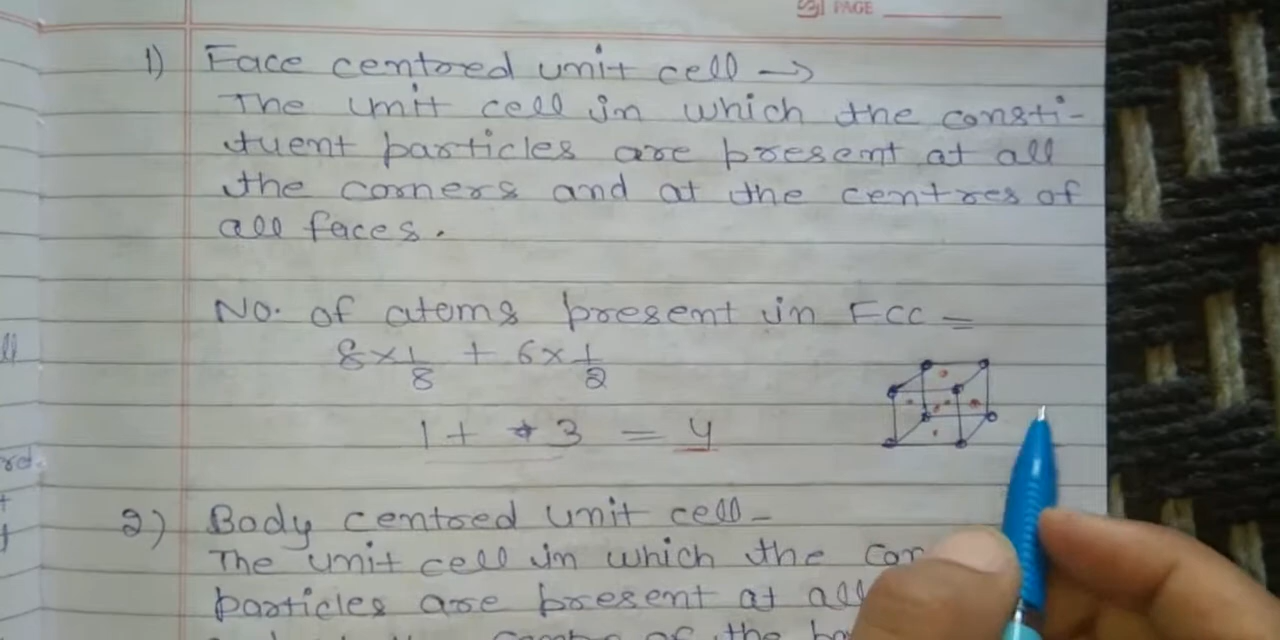 PAGE
1) Face centred unit cell →
The unit cell in which the consti-
tuent particles are present at all
the corners and at the centres of
all faces.
No. of atoms present in FCC =
8 × 1/8 + 6 × 1/2
1 + 3 = 4
2) Body centred unit cell -
The unit cell in which the con
particles are present at all
of the